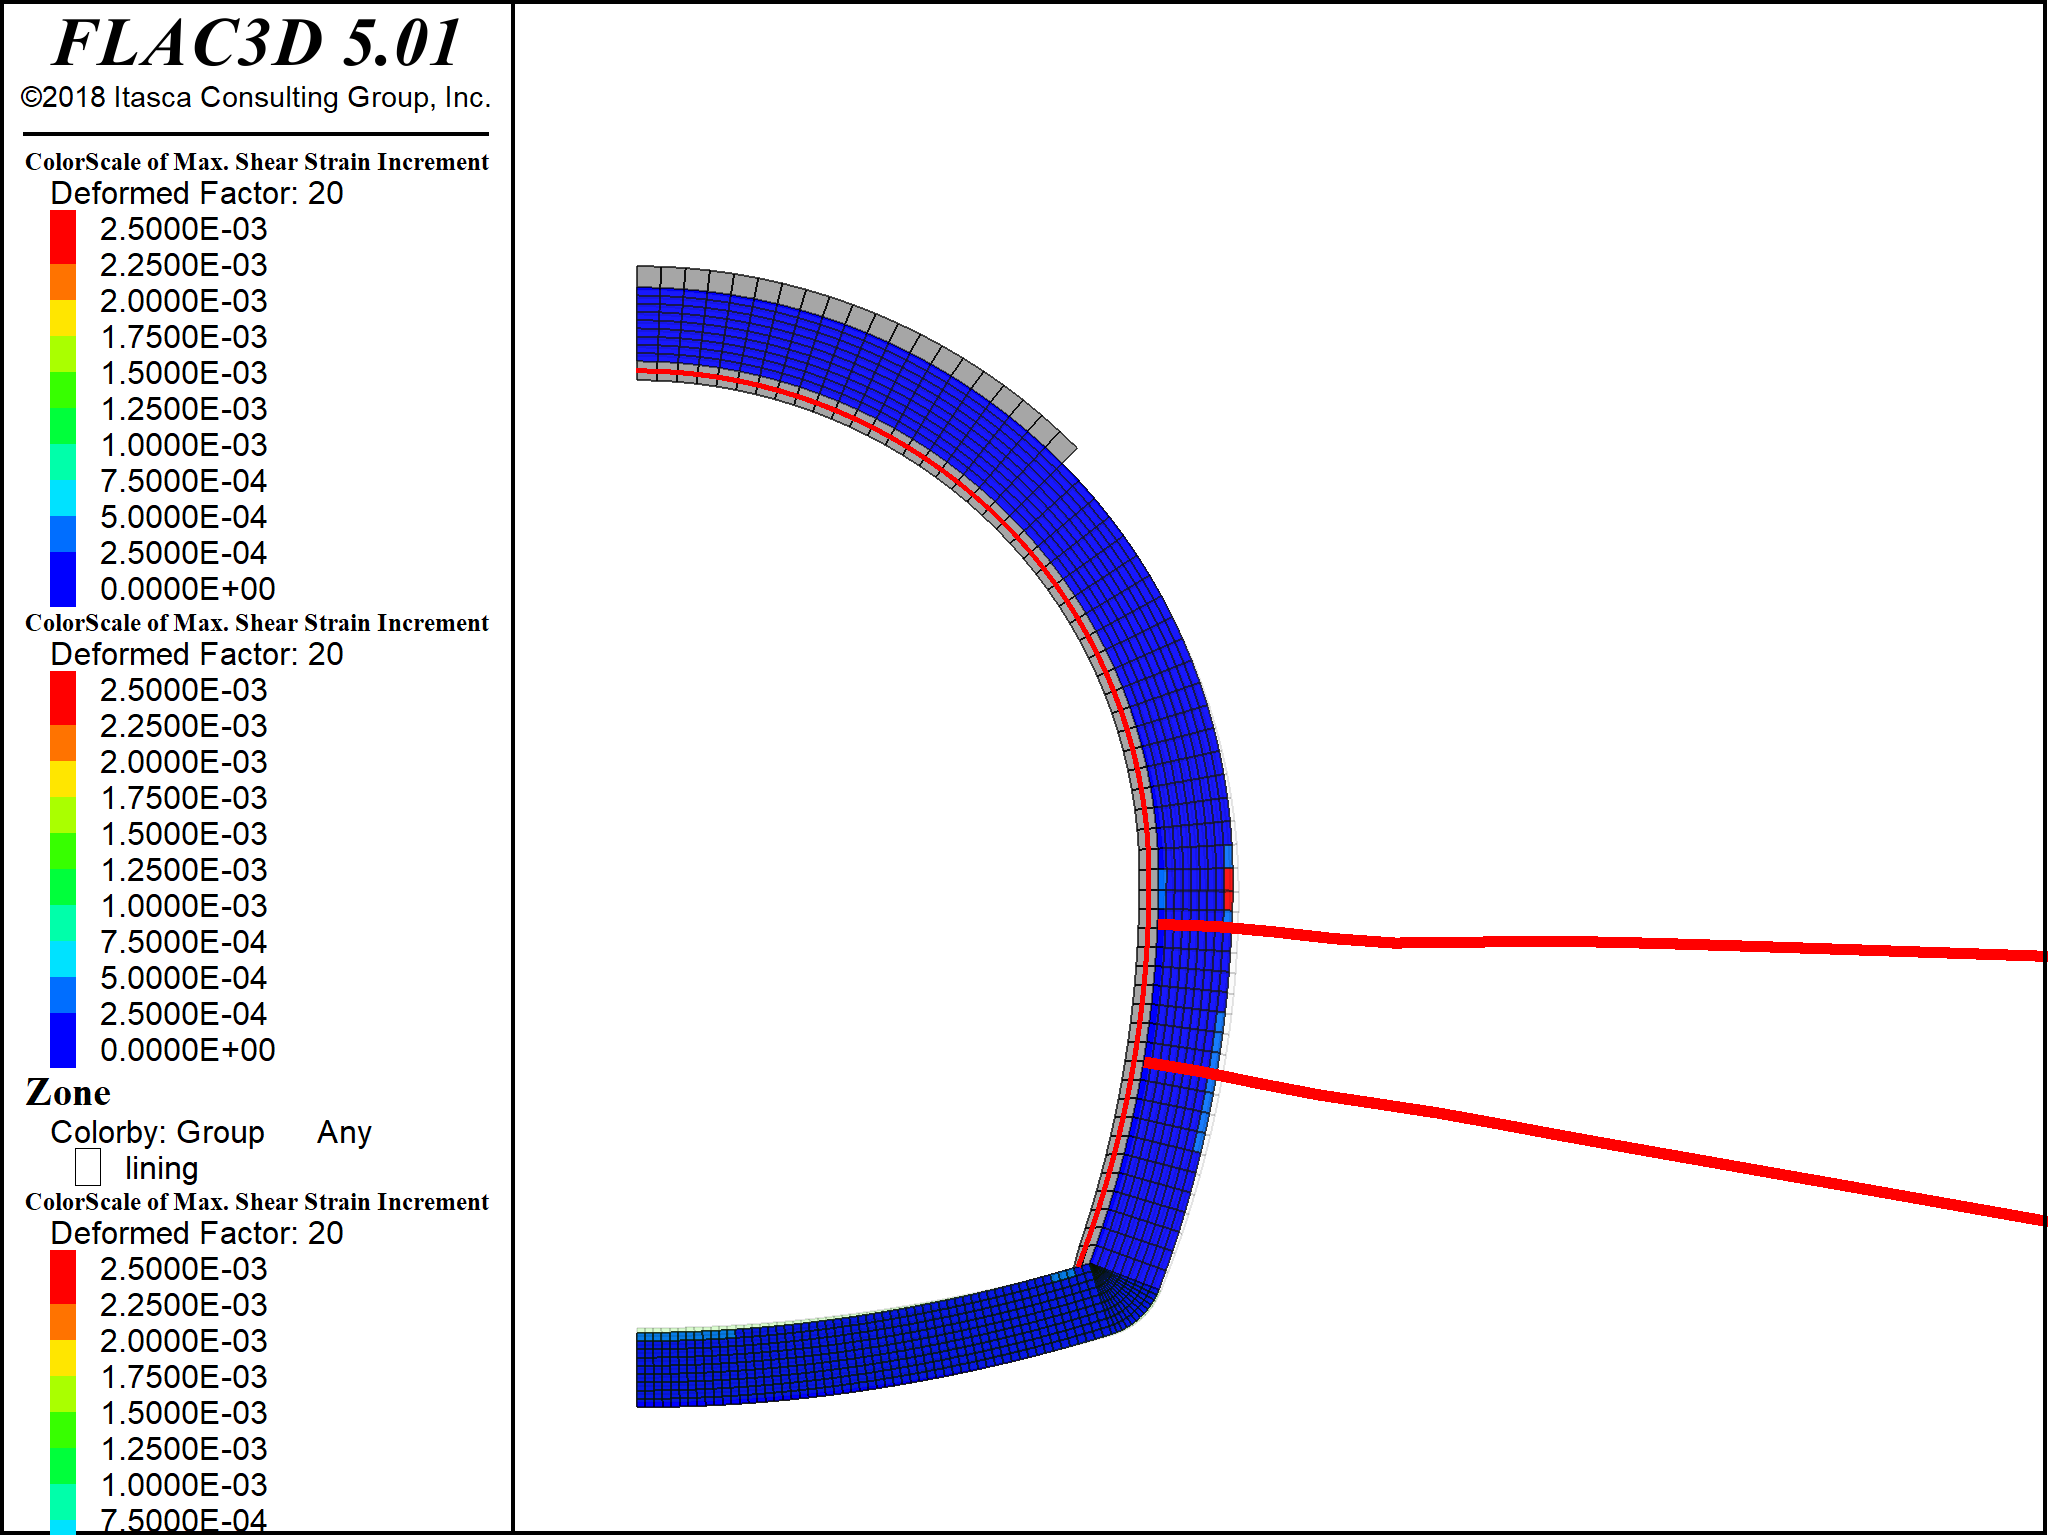 FLAC3D 5.01
©2018 Itasca Consulting Group, Inc.
ColorScale of Max. Shear Strain Increment
Deformed Factor: 20
2.5000E-03
2.2500E-03
2.0000E-03
1.7500E-03
1.5000E-03
1.2500E-03
1.0000E-03
7.5000E-04
5.0000E-04
2.5000E-04
0.0000E+00
ColorScale of Max. Shear Strain Increment
Deformed Factor: 20
2.5000E-03
2.2500E-03
2.0000E-03
1.7500E-03
1.5000E-03
1.2500E-03
1.0000E-03
7.5000E-04
5.0000E-04
2.5000E-04
0.0000E+00
Zone
Colorby: Group Any
lining
ColorScale of Max. Shear Strain Increment
Deformed Factor: 20
2.5000E-03
2.2500E-03
2.0000E-03
1.7500E-03
1.5000E-03
1.2500E-03
1.0000E-03
7.5000E-04